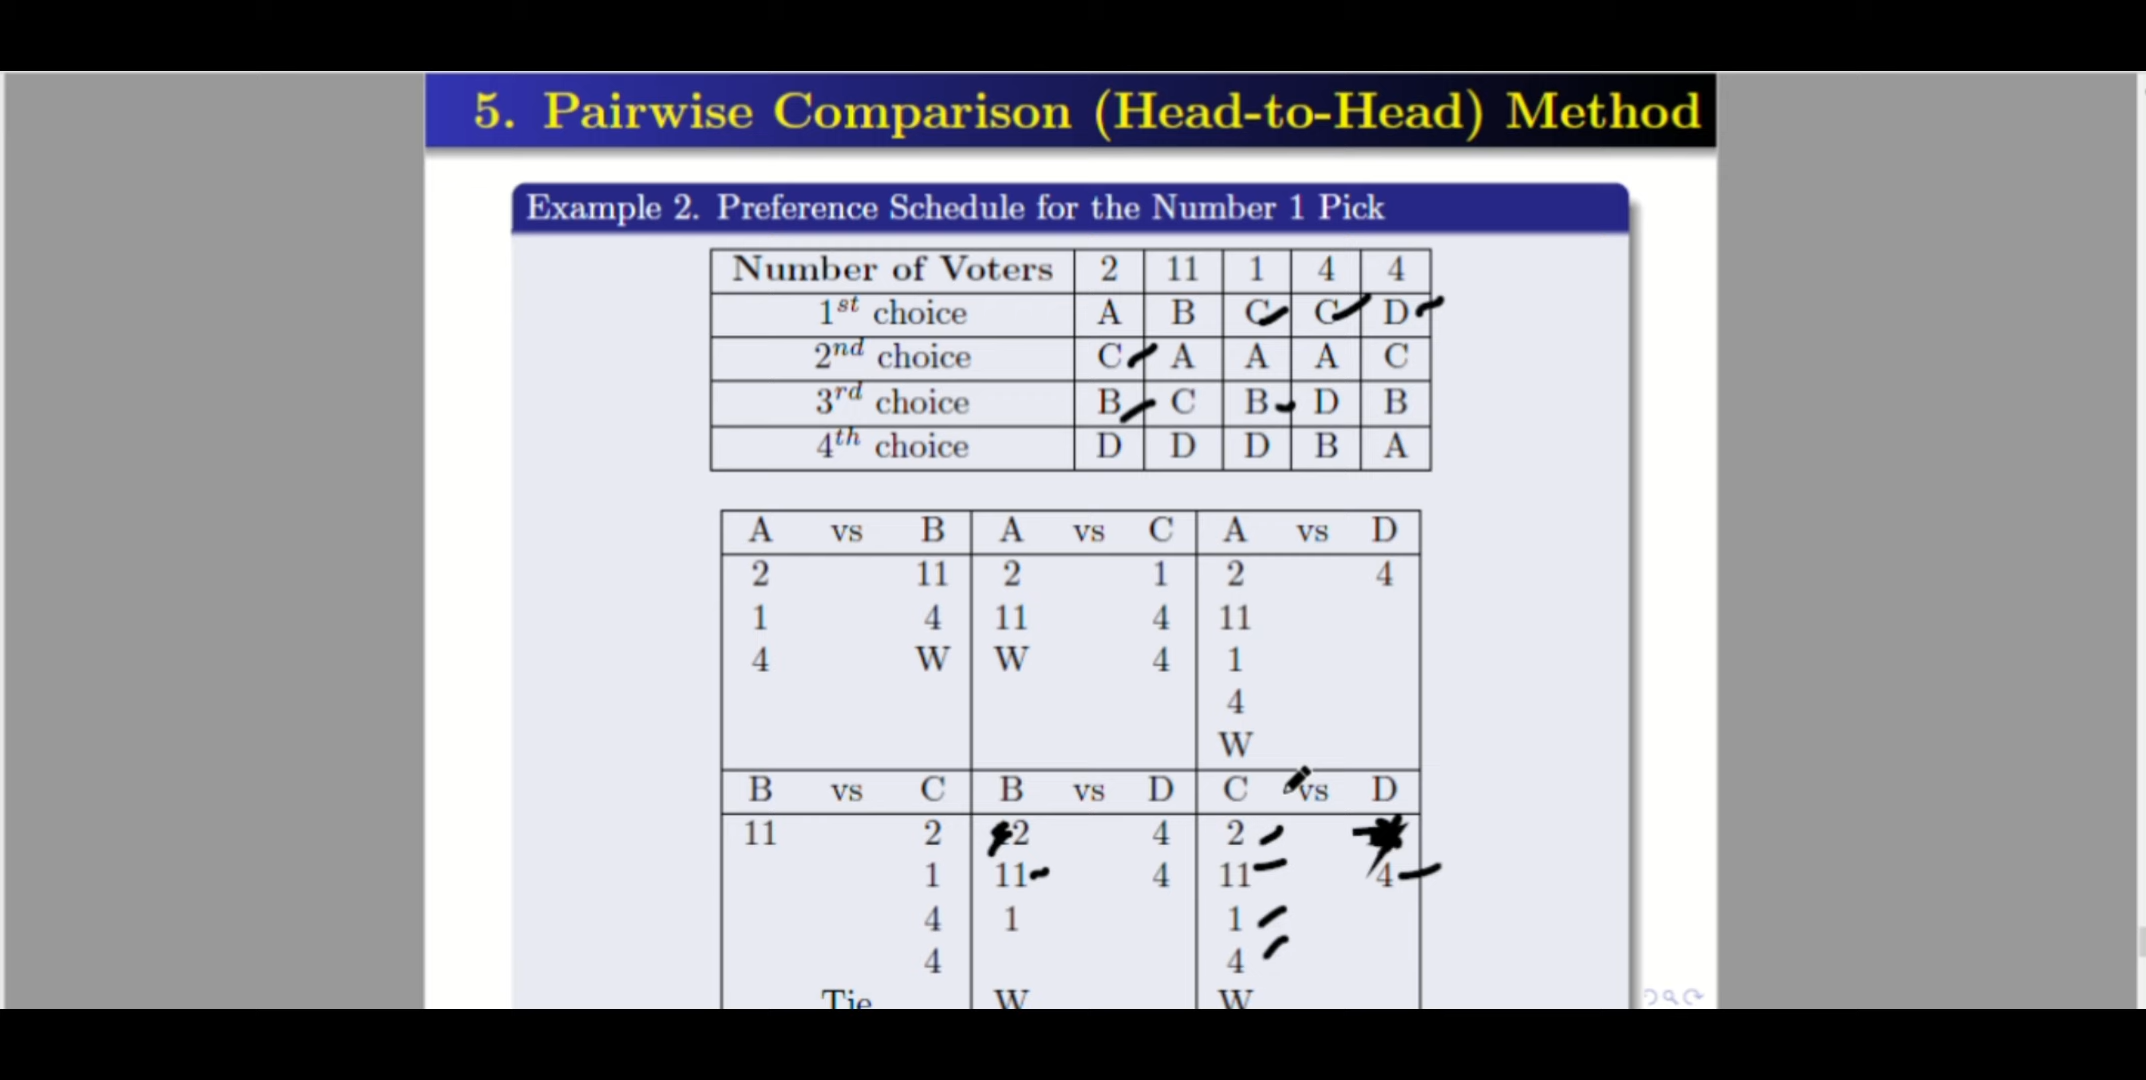 5. Pairwise Comparison (Head-to-Head) Method
Example 2. Preference Schedule for the Number 1 Pick
Number of Voters 2 11 1 4 4
1st choice A B C C D
2nd choice C A A A C
3rd choice B C B D B
4th choice D D D B A
A vs B A vs C A vs D
2 11 2 1 2 4
1 4 11 4 11
4 W W 4 1
4
W
B vs C B vs D C vs D
11 2 2 4 2
1 11 4 11 4
4 1 1
4 4
Tie W W